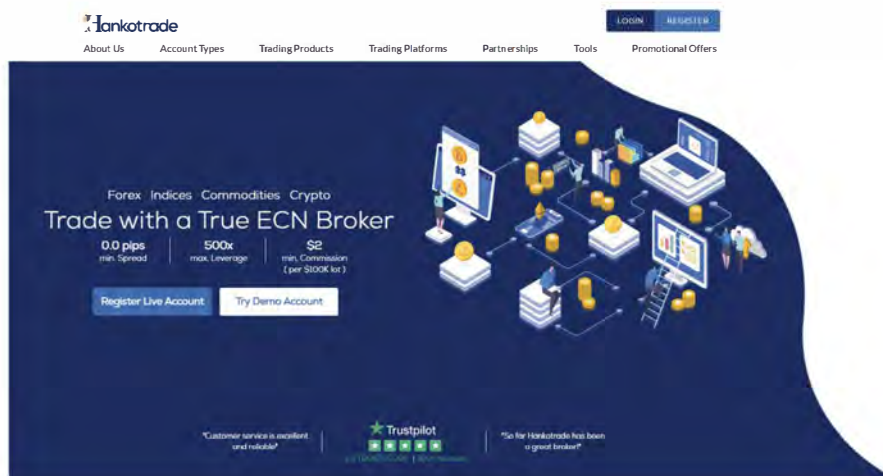 Hankotrade
LOGIN REGISTER
About Us Account Types Trading Products Trading Platforms Partnerships Tools Promotional Offers
Forex Indices Commodities Crypto
Trade with a True ECN Broker
0.0 pips 500x $2
min. Spread max. Leverage min. Commission
( per $100K lot )
Register Live Account Try Demo Account
"Customer service is excellent
and reliable"
Trustpilot
"So far Hankotrade has been
a great broker!"